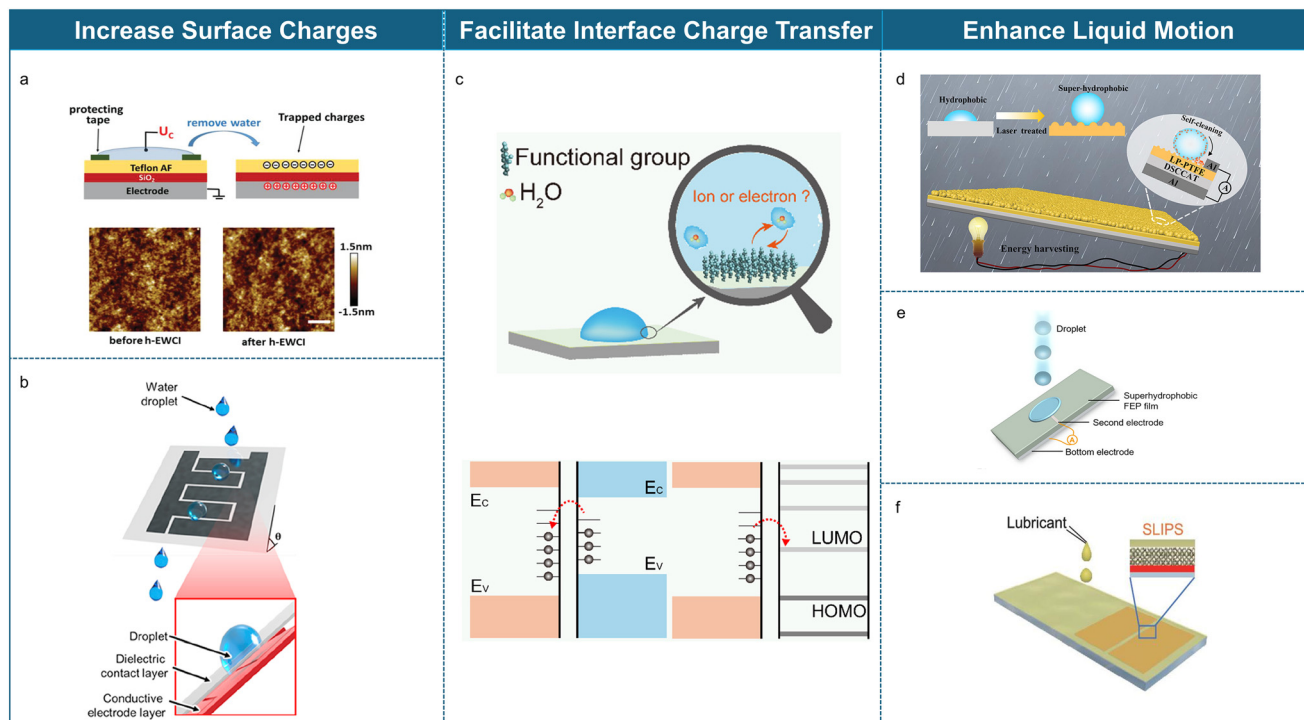 Increase Surface Charges
Facilitate Interface Charge Transfer
Enhance Liquid Motion
a
protecting
tape
Uc
remove water
Trapped charges
Teflon AF
SiO₂
Electrode
1.5nm
-1.5nm
before h-EWCI
after h-EWCI
b
Water
droplet
θ
Droplet
Dielectric
contact layer
Conductive
electrode layer
c
Functional group
H₂O
Ion or electron ?
Ec
Ec
Ev
Ev
LUMO
HOMO
d
Hydrophobic
Super-hydrophobic
Laser treated
Self-cleaning
LP-PTFE
Al
DSCCAT
Al
A
Energy harvesting
e
Droplet
Superhydrophobic
FEP film
Second electrode
A
Bottom electrode
f
Lubricant
SLIPS